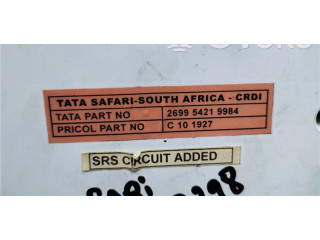 TATA SAFARI-SOUTH AFRICA - CRDI
TATA PART NO 2699 5421 9984
PRICOL PART NO C 10 1927
SRS CIRCUIT ADDED